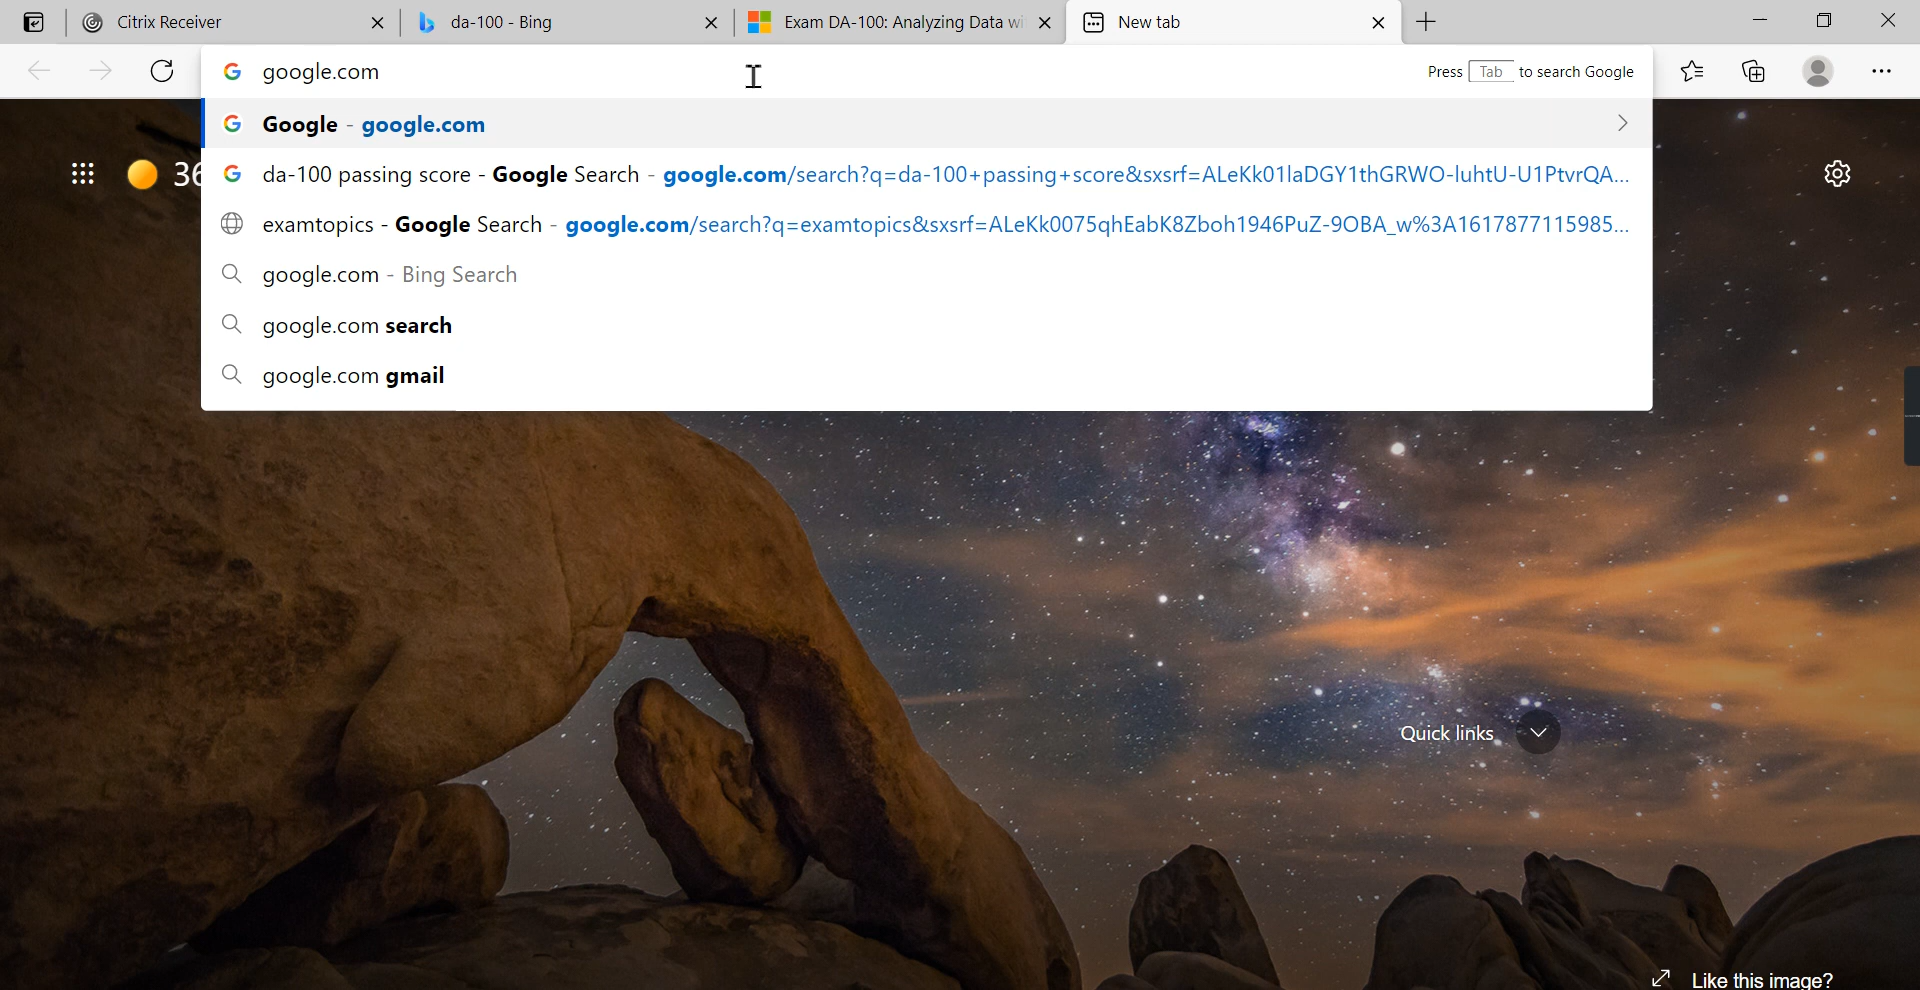 Citrix Receiver
da-100 - Bing
Exam DA-100: Analyzing Data wi
New tab
google.com
Press Tab to search Google
Google - google.com
36
da-100 passing score - Google Search - google.com/search?q=da-100+passing+score&sxsrf=ALeKk01laDGY1thGRWO-luhtU-U1PtvrQA...
examtopics - Google Search - google.com/search?q=examtopics&sxsrf=ALeKk0075qhEabK8Zboh1946PuZ-9OBA_w%3A1617877115985...
google.com - Bing Search
google.com search
google.com gmail
Quick links
Like this image?